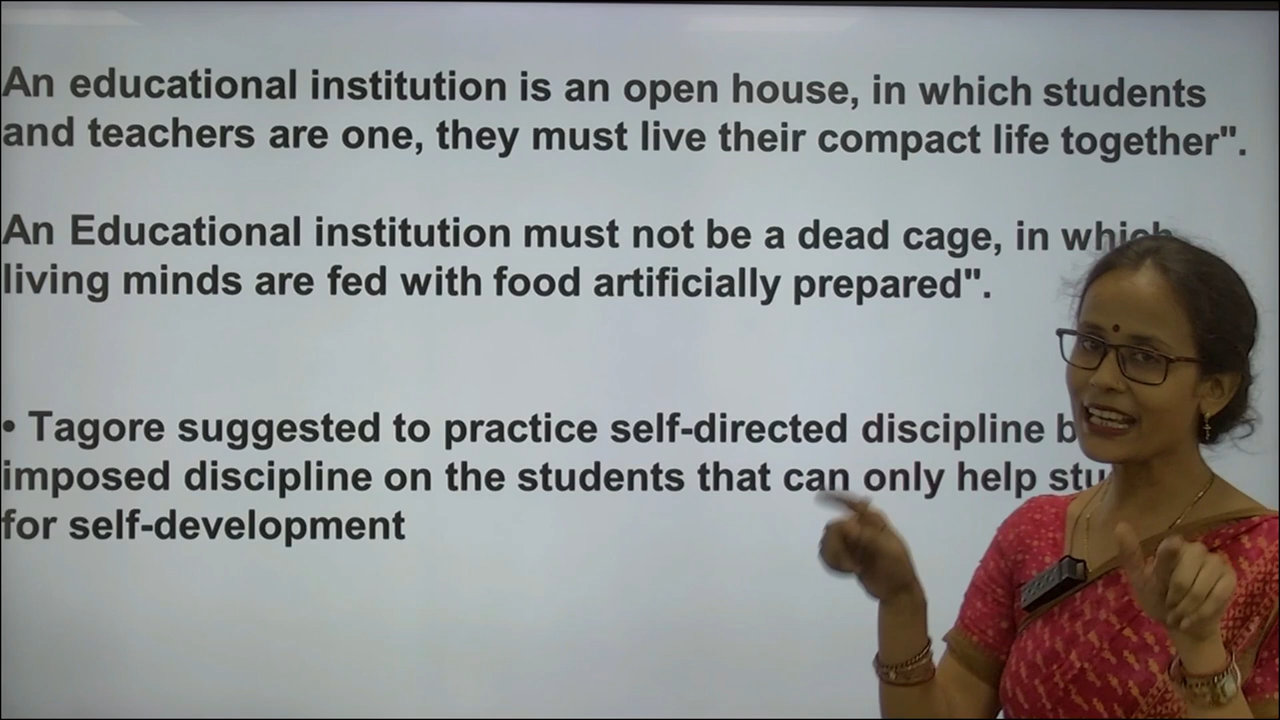 An educational institution is an open house, in which students
and teachers are one, they must live their compact life together".
An Educational institution must not be a dead cage, in which
living minds are fed with food artificially prepared".
• Tagore suggested to practice self-directed discipline
imposed discipline on the students that can only help
for self-development